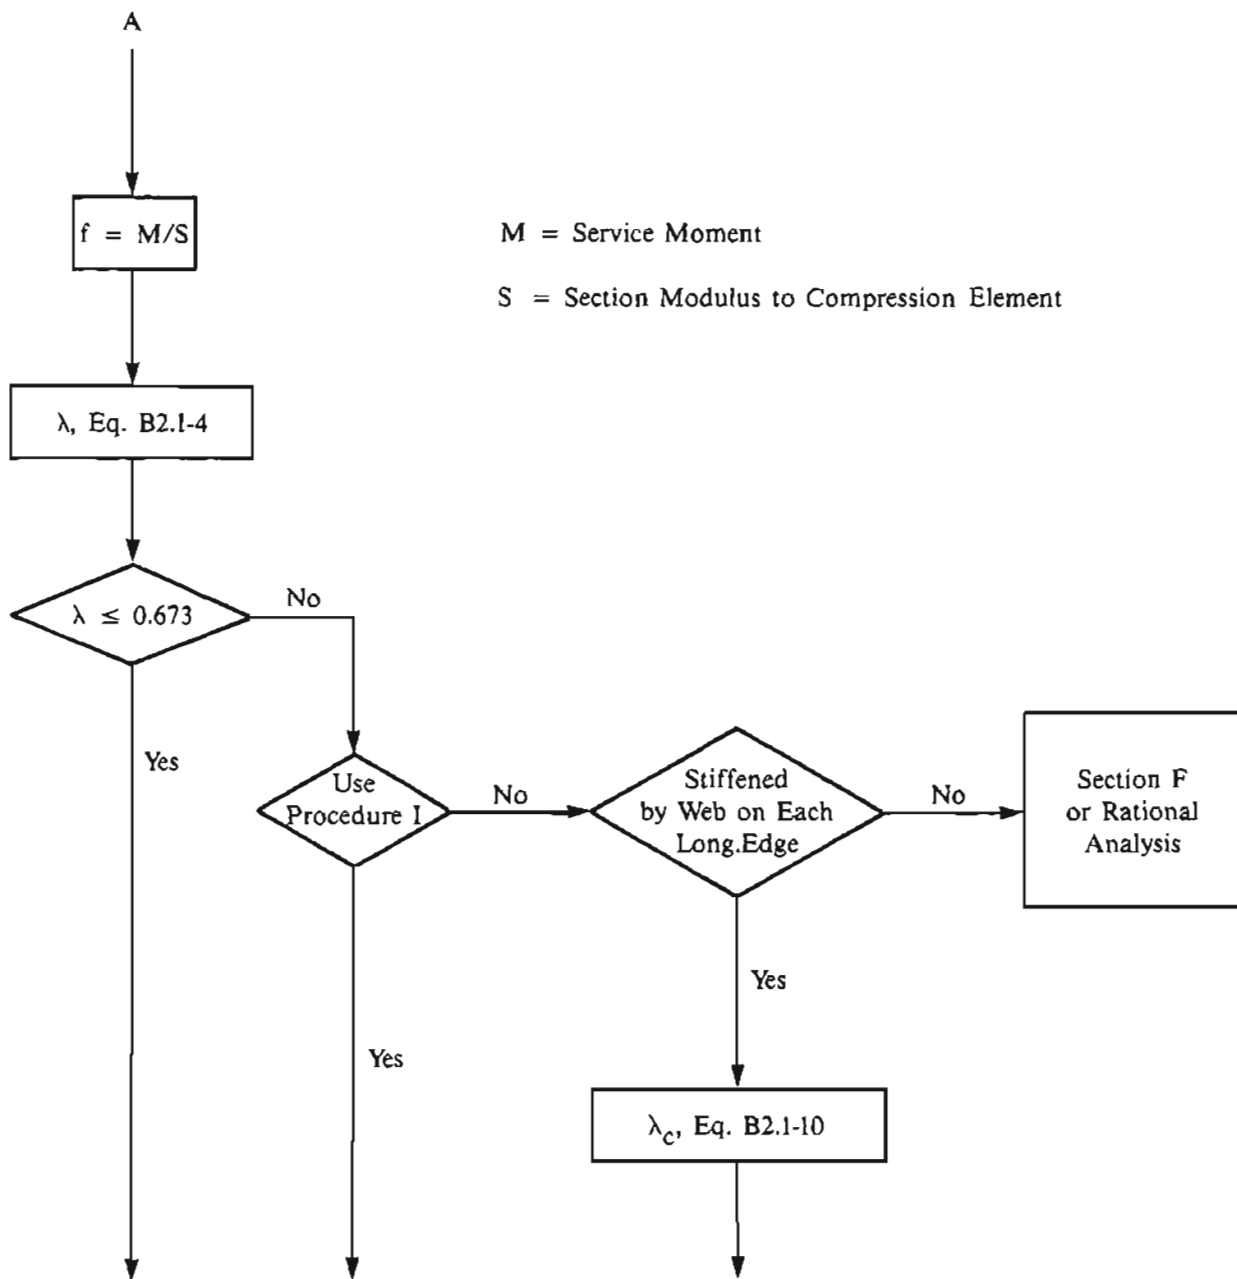 A
f = M/S
M = Service Moment
S = Section Modulus to Compression Element
λ, Eq. B2.1-4
λ ≤ 0.673
No
Yes
Use
Procedure I
No
Stiffened
by Web on Each
Long.Edge
No
Section F
or Rational
Analysis
Yes
Yes
λc, Eq. B2.1-10